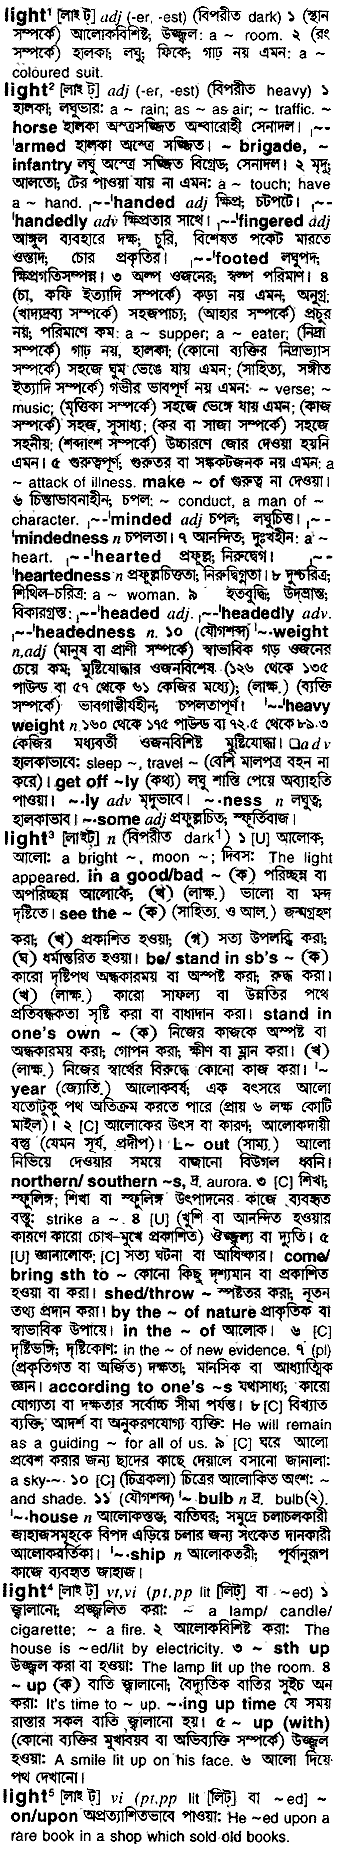 light¹ [লাইট্] adj (-er, -est) (বিপরীত dark) ১ (স্থান
সম্পর্কে) আলোকবিশিষ্ট; উজ্জ্বল: a ~ room. ২ (রং
সম্পর্কে) হালকা; লঘু; ফিকে; গাঢ় নয় এমন: a ~
coloured suit.
light² [লাইট্] adj (-er, -est) (বিপরীত heavy) ১
হালকা; লঘুভার: a ~ rain; as ~ as air; ~ traffic. ~
horse হালকা অস্ত্রসজ্জিত অশ্বারোহী সেনাদল। ˌ~-
ˈarmed হালকা অস্ত্রে সজ্জিত। ~ brigade, ~
infantry লঘু অস্ত্রে সজ্জিত বিগ্রেড, সেনাদল। ২ মৃদু;
আলতো; টের পাওয়া যায় না এমন: a ~ touch; have
a ~ hand. ˌ~-ˈhanded adj ক্ষিপ্র; চটপটে। ˌ~-
ˈhandedly adv ক্ষিপ্রতার সাথে। ˌ~-ˈfingered adj
আঙ্গুল ব্যবহারে দক্ষ; চুরি, বিশেষত পকেট মারতে
ওস্তাদ; চোর প্রকৃতির। ˌ~-ˈfooted লঘুপদ;
ক্ষিপ্রগতিসম্পন্ন। ৩ অল্প ওজনের; স্বল্প পরিমাণ। ৪
(চা, কফি ইত্যাদি সম্পর্কে) কড়া নয় এমন; অনুগ্র;
(খাদ্যদ্রব্য সম্পর্কে) সহজপাচ্য; (আহার সম্পর্কে) প্রচুর
নয়; পরিমাণে কম: a ~ supper; a ~ eater; (নিদ্রা
সম্পর্কে) গাঢ় নয়, হালকা; (কোনো ব্যক্তির নিদ্রাভ্যাস
সম্পর্কে) সহজে ঘুম ভেঙে যায় এমন; (সাহিত্য, সঙ্গীত
ইত্যাদি সম্পর্কে) গভীর ভাবপূর্ণ নয় এমন: ~ verse; ~
music; (মৃত্তিকা সম্পর্কে) সহজে ভেঙ্গে যায় এমন; (কাজ
সম্পর্কে) সহজ, সুসাধ্য; (কর বা সাজা সম্পর্কে) সহজে
সহনীয়; (শব্দাংশ সম্পর্কে) উচ্চারণে জোর দেওয়া হয়নি
এমন। ৫ গুরুত্বপূর্ণ, গুরুতর বা সঙ্কটজনক নয় এমন: a
~ attack of illness. make ~ of গুরুত্ব না দেওয়া।
৬ চিন্তাভাবনাহীন; চপল: ~ conduct, a man of ~
character. ˌ~-ˈminded adj চপল; লঘুচিত্ত। ˌ~-
ˈmindedness n চপলতা। ৭ আনন্দিত; দুঃখহীন: a ~
heart. ˌ~-ˈhearted প্রফুল্ল; নিরুদ্বেগ। ˌ~-
ˈheartedness n প্রফুল্লচিত্ততা; নিরুদ্বিগ্নতা। ৮ দুশ্চরিত্র;
শিথিল-চরিত্র: a ~ woman. ৯ হতবুদ্ধি; উদ্‌ভ্রান্ত;
বিকারগ্রস্ত: ˌ~-ˈheaded adj. ˌ~-ˈheadedly adv.
ˌ~-ˈheadedness n. ১০ (যৌগশব্দ) ˈ~-weight
n,adj (মানুষ বা প্রাণী সম্পর্কে) স্বাভাবিক গড় ওজনের
চেয়ে কম; মুষ্টিযোদ্ধার ওজনবিশেষ (১২৬ থেকে ১৩৫
পাউন্ড বা ৫৭ থেকে ৬১ কেজির মধ্যে); (লাক্ষ.) (ব্যক্তি
সম্পর্কে) ভাবগাম্ভীর্যহীন; চপলতাপূর্ণ। ˈ~-heavy
weight n ১৬০ থেকে ১৭৫ পাউন্ড বা ৭২.৫ থেকে ৮৯.৩
কেজির মধ্যবর্তী ওজনবিশিষ্ট মুষ্টিযোদ্ধা। □adv
হালকাভাবে: sleep ~, travel ~ (বেশি মালপত্র বহন না
করে)। get off ~ly (কথ্য) লঘু শাস্তি পেয়ে অব্যাহতি
পাওয়া। ~·ly adv মৃদুভাবে। ~·ness n লঘুত্ব;
হালকাভাব। ~·some adj প্রফুল্লচিত্ত; স্ফূর্তিবাজ।
light³ [লাইট্] n (বিপরীত dark¹) ১ [U] আলোক,
আলো: a bright ~, moon ~; দিবস: The light
appeared. in a good/bad ~ (ক) পরিচ্ছন্ন বা
অপরিচ্ছন্ন আলোকে; (খ) (লাক্ষ.) ভালো বা মন্দ
দৃষ্টিতে। see the ~ (ক) (সাহিত্য. ও আল.) জন্মগ্রহণ
করা; (খ) প্রকাশিত হওয়া; (গ) সত্য উপলব্ধি করা;
(ঘ) ধর্মান্তরিত হওয়া। be/ stand in sb's ~ (ক)
কারো দৃষ্টিপথ অন্ধকারময় বা অস্পষ্ট করা; রুদ্ধ করা।
(খ) (লাক্ষ.) কারো সাফল্য বা উন্নতির পথে
প্রতিবন্ধকতা সৃষ্টি করা বা বাধাদান করা। stand in
one's own ~ (ক) নিজের কাজকে অস্পষ্ট বা
অন্ধকারময় করা; গোপন করা; ক্ষীণ বা ম্লান করা। (খ)
(লাক্ষ.) নিজের স্বার্থের বিরুদ্ধে কোনো কাজ করা। ˈ~
year (জ্যোতি.) আলোকবর্ষ; এক বৎসরে আলো
যতোটুকু পথ অতিক্রম করতে পারে (প্রায় ৬ লক্ষ কোটি
মাইল)। ২ [C] আলোকের উৎস বা কারণ; আলোকদায়ী
বস্তু (যেমন সূর্য, প্রদীপ)। L~ out (সাম্য.) আলো
নিভিয়ে দেওয়ার সময়ে বাজানো বিউগল ধ্বনি।
northern/ southern ~s, দ্র. aurora. ৩ [C] শিখা;
স্ফুলিঙ্গ; শিখা বা স্ফুলিঙ্গ উৎপাদনের কাজে ব্যবহৃত
বস্তু: strike a ~. ৪ [U] (খুশি বা আনন্দিত হওয়ার
কারণে কারো চোখ-মুখে প্রকাশিত) ঔজ্জ্বল্য বা দ্যুতি। ৫
[U] জ্ঞানালোক; [C] সত্য ঘটনা বা আবিষ্কার। come/
bring sth to ~ কোনো কিছু দৃশ্যমান বা প্রকাশিত
হওয়া বা করা। shed/throw ~ স্পষ্টতর করা; নূতন
তথ্য প্রদান করা। by the ~ of nature প্রাকৃতিক বা
স্বাভাবিক উপায়ে। in the ~ of আলোক। ৬ [C]
দৃষ্টিভঙ্গি; দৃষ্টিকোণ: in the ~ of new evidence. ৭ (pl)
(প্রকৃতিগত বা অর্জিত) দক্ষতা; মানসিক বা আধ্যাত্মিক
জ্ঞান। according to one's ~s যথাসাধ্য; কারো
যোগ্যতা বা দক্ষতার সর্বোচ্চ সীমা পর্যন্ত। ৮ [C] বিখ্যাত
ব্যক্তি; আদর্শ বা অনুকরণযোগ্য ব্যক্তি: He will remain
as a guiding ~ for all of us. ৯ [C] ঘরে আলো
প্রবেশ করার জন্য ছাদের কাছে দেয়ালে বসানো জানালা:
a sky-~. ১০ [C] (চিত্রকলা) চিত্রের আলোকিত অংশ: ~
and shade. ১১ (যৌগশব্দ) ˈ~ bulb n দ্র. bulb(২).
ˈ~·house n আলোকস্তম্ভ, বাতিঘর; সমুদ্রে চলাচলকারী
জাহাজসমূহকে বিপদ এড়িয়ে চলার জন্য সংকেত দানকারী
আলোকবর্তিকা। ˈ~·ship n আলোকতরী; পূর্বানুরূপ
কাজে ব্যবহৃত জাহাজ।
light⁴ [লাইট্] vt,vi (pt,pp lit [লিট্] বা ~ed) ১
জ্বালানো; প্রজ্জ্বলিত করা: ~ a lamp/ candle/
cigarette; ~ a fire. ২ আলোকবিশিষ্ট করা: The
house is ~ed/lit by electricity. ৩ ~ sth up
উজ্জ্বল করা বা হওয়া: The lamp lit up the room. ৪
~ up (ক) বাতি জ্বালানো; বৈদ্যুতিক বাতির সুইচ অন
করা: It's time to ~ up. ~·ing up time যে সময়
রাস্তার সকল বাতি জ্বালানো হয়। ৫ ~ up (with)
(কোনো ব্যক্তির মুখাবয়ব বা অভিব্যক্তি সম্পর্কে) উজ্জ্বল
হওয়া: A smile lit up on his face. ৬ আলো দিয়ে
পথ দেখানো।
light⁵ [লাইট্] vi (pt,pp lit [লিট্] বা ~ed] ~
on/upon অপ্রত্যাশিতভাবে পাওয়া: He ~ed upon a
rare book in a shop which sold old books.